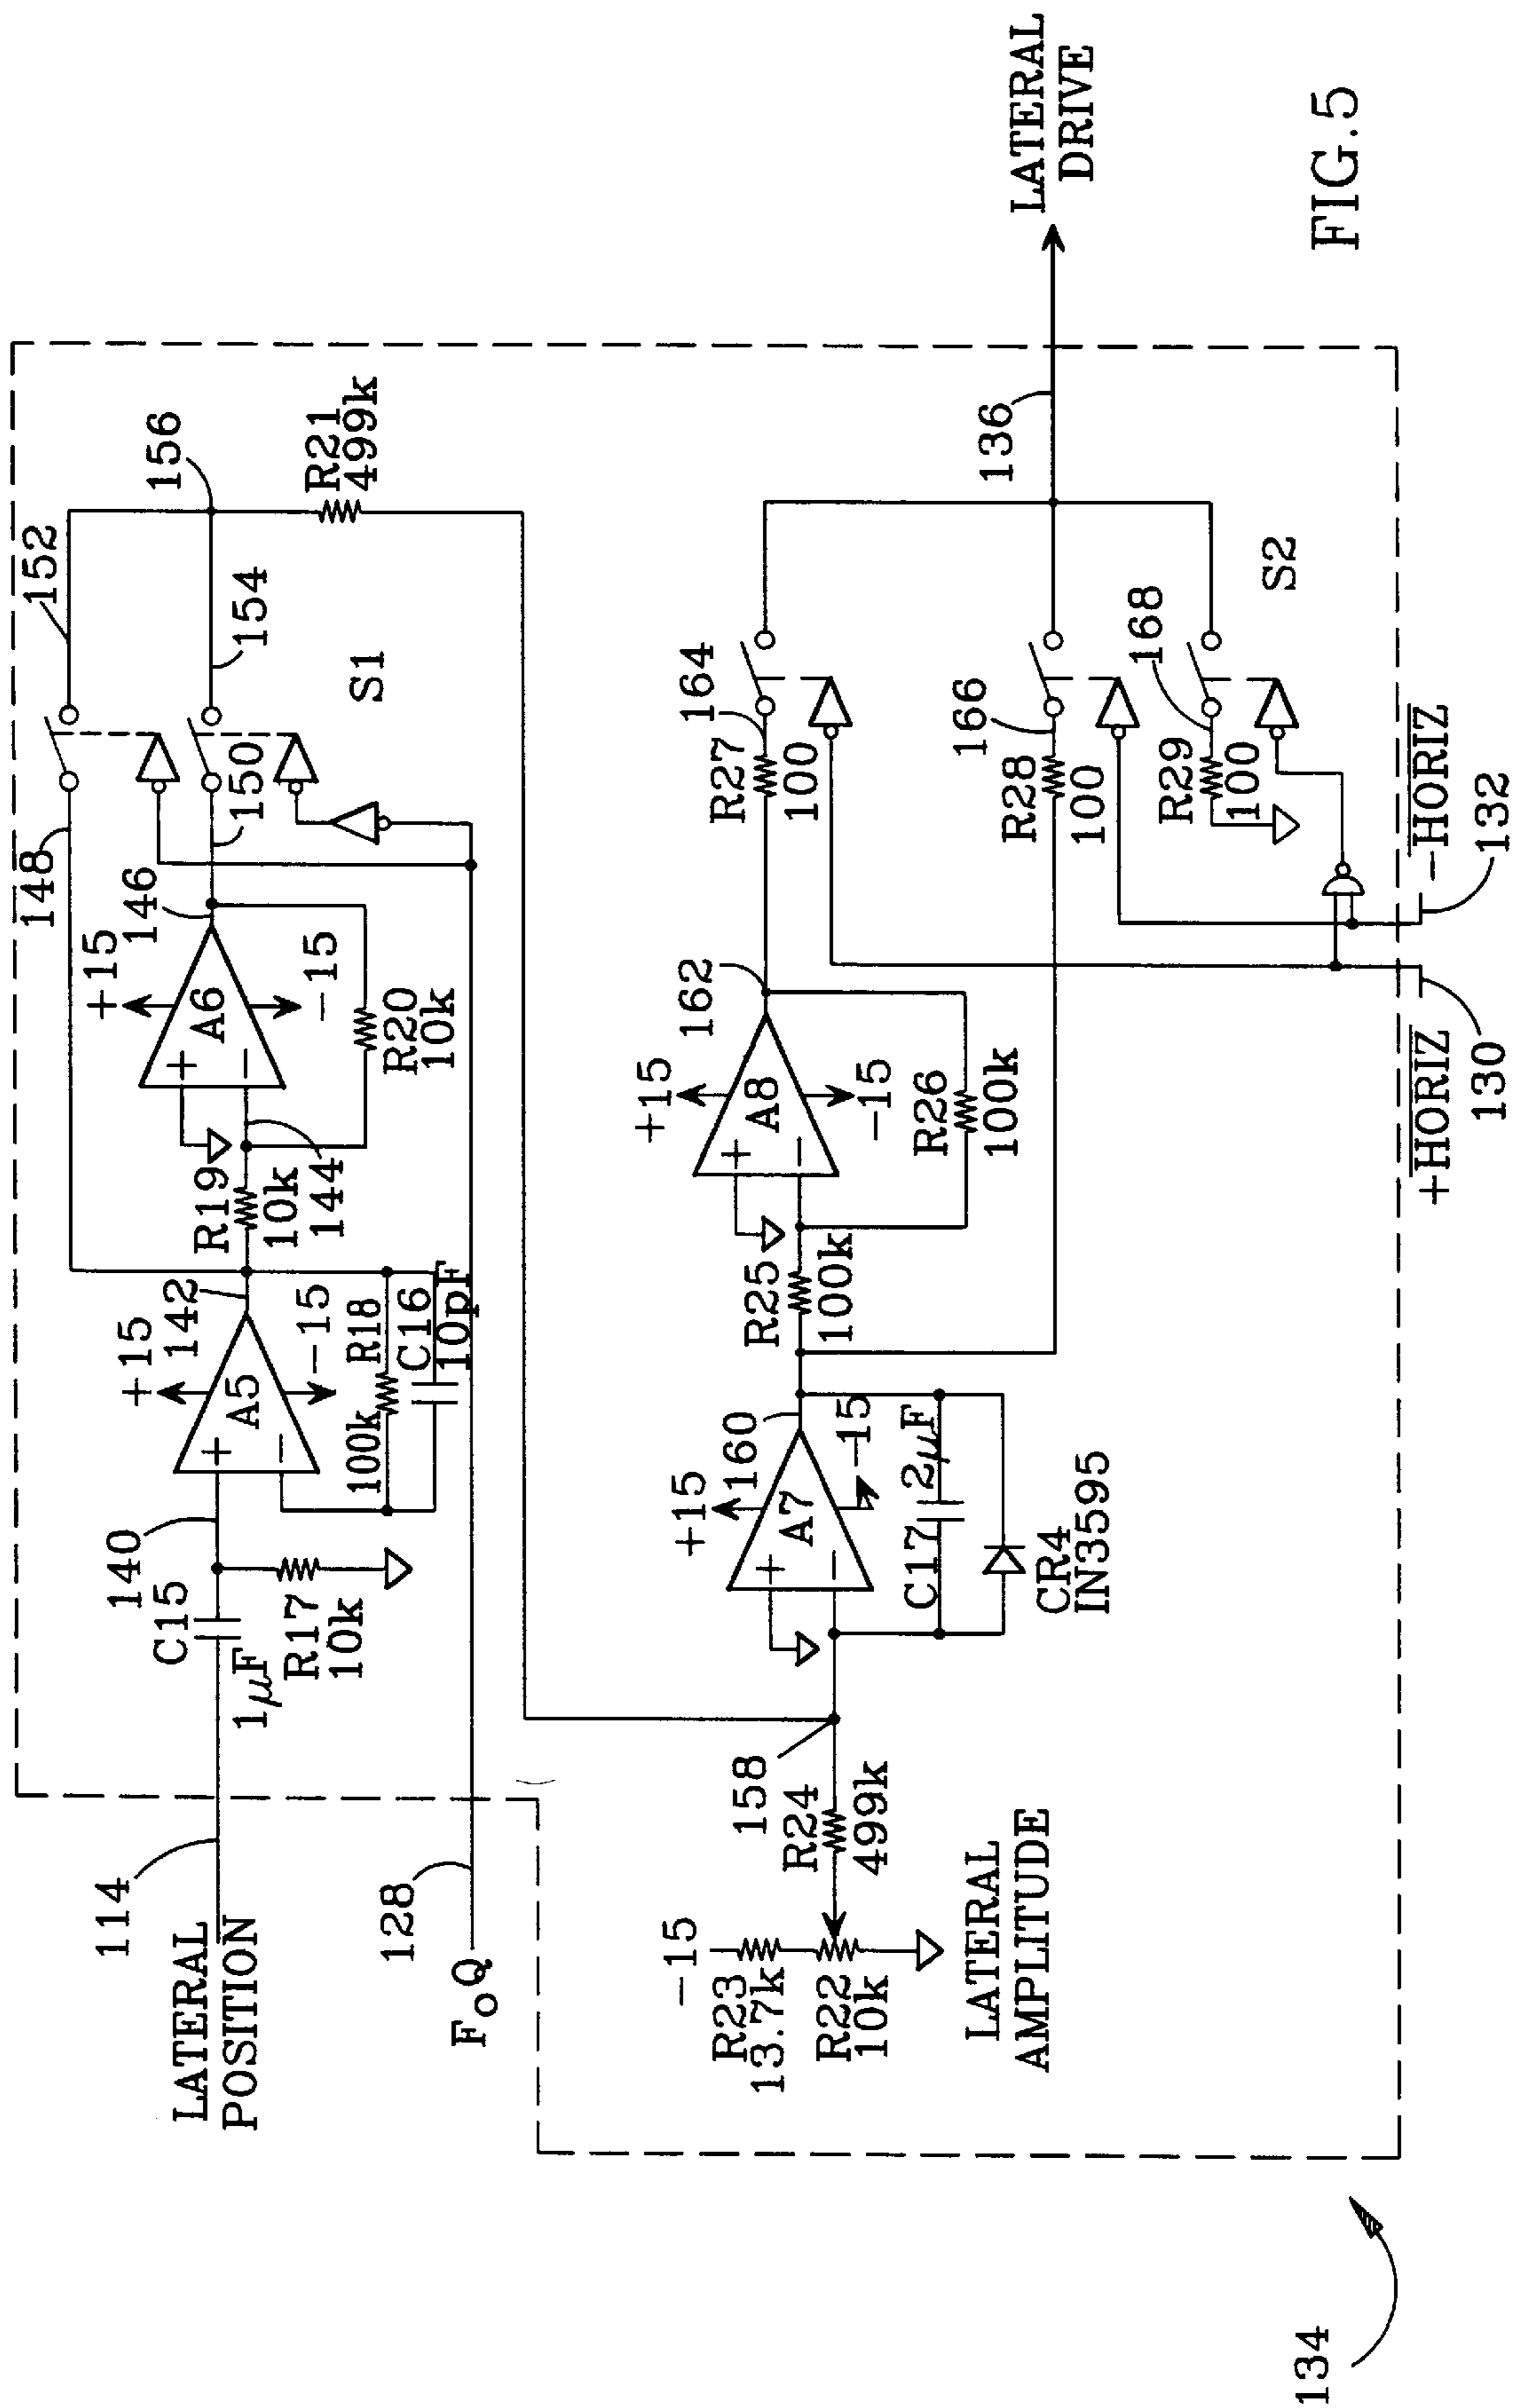 LATERAL
POSITION
114
C15
1μF
140
R17
10k
+15
A5
+
−
−15
142
R18
100k
C16
10pF
R19
10k
144
+15
A6
+
−
−15
146
R20
10k
148
150
152
154
S1
156
R21
499k
128
FoQ
−15
R23
13.7k
R22
10k
LATERAL
AMPLITUDE
R24
499k
158
+15
A7
+
−
−15
160
C17
2μF
CR4
IN3595
R25
100k
+15
A8
+
−
−15
162
R26
100k
R27
100
164
R28
100
166
R29
100
168
S2
136
LATERAL
DRIVE
+HORIZ
130
−HORIZ
132
134
FIG.5